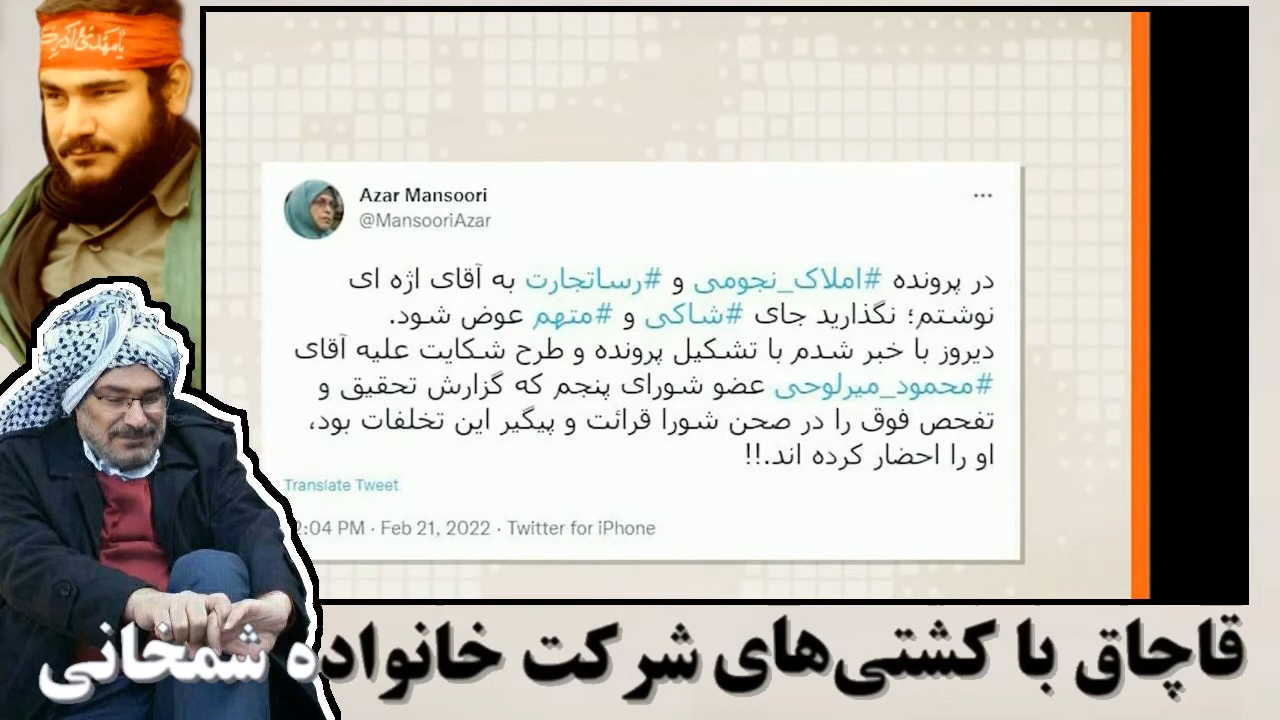 یا مهدی ادرکنی
Azar Mansoori
@MansooriAzar
در پرونده #املاک_نجومی و #رساتجارت به آقای اژه ای
نوشتم؛ نگذارید جای #شاکی و #متهم عوض شود.
دیروز با خبر شدم با تشکیل پرونده و طرح شکایت علیه آقای
#محمود_میرلوحی عضو شورای پنجم که گزارش تحقیق و
تفحص فوق را در صحن شورا قرائت و پیگیر این تخلفات بود،
او را احضار کرده اند.!!
Translate Tweet
2:04 PM · Feb 21, 2022 · Twitter for iPhone
قاچاق با کشتی‌های شرکت خانواده شمخانی